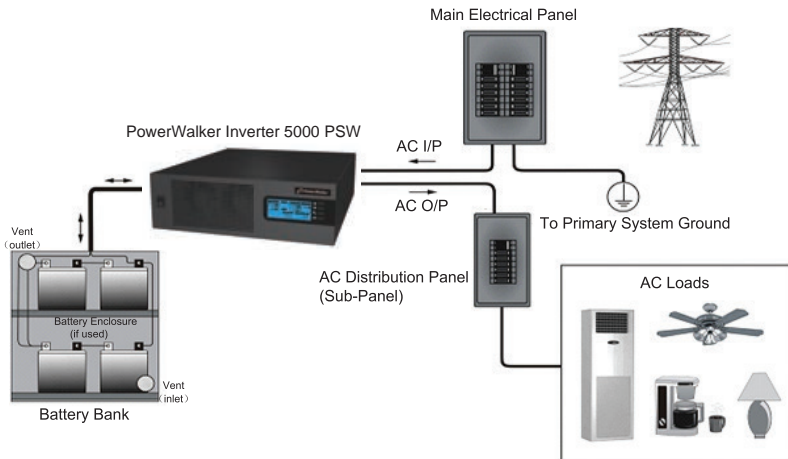 Main Electrical Panel
PowerWalker Inverter 5000 PSW
AC I/P
AC O/P
To Primary System Ground
Vent
(outlet)
AC Distribution Panel
(Sub-Panel)
AC Loads
Battery Enclosure
(if used)
Vent
(inlet)
Battery Bank